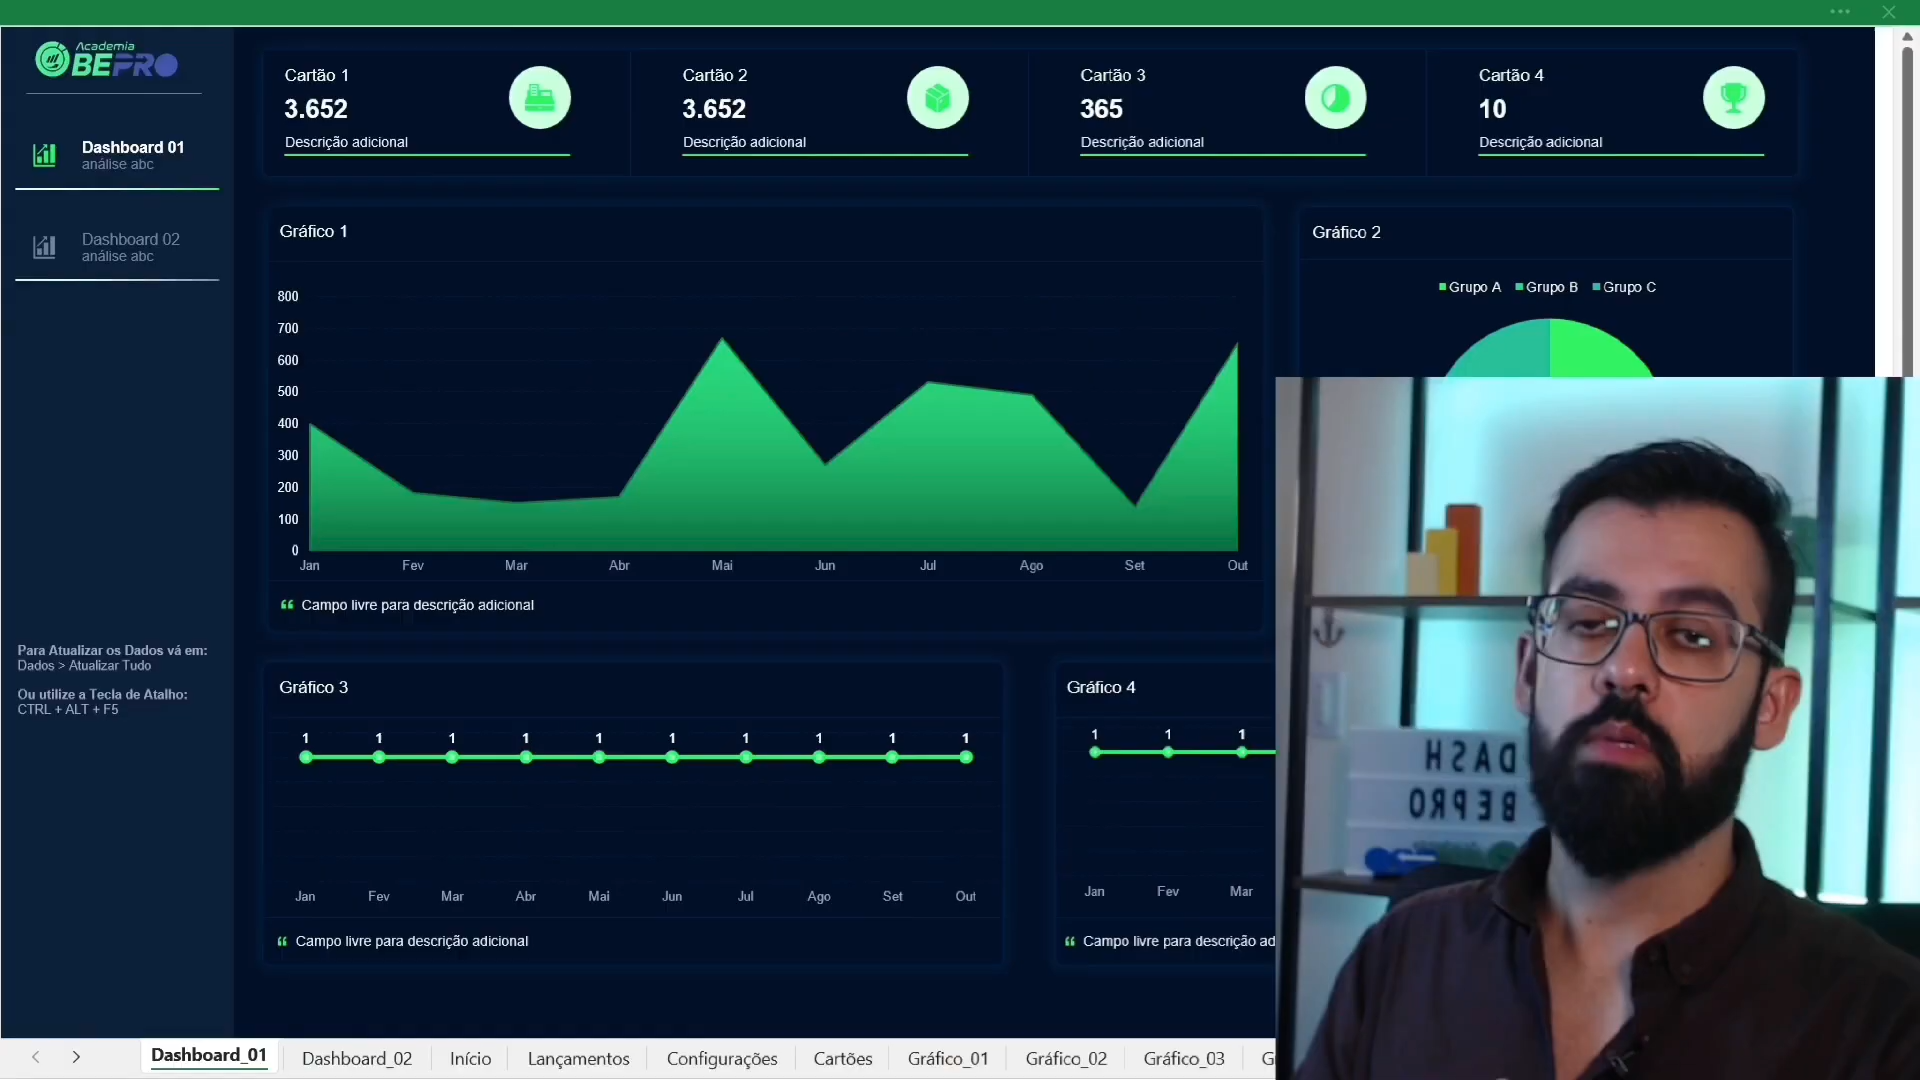 Academia
BEPRO
Dashboard 01
análise abc
Dashboard 02
análise abc
Para Atualizar os Dados vá em:
Dados > Atualizar Tudo
Ou utilize a Tecla de Atalho:
CTRL + ALT + F5
Cartão 1
3.652
Descrição adicional
Cartão 2
3.652
Descrição adicional
Cartão 3
365
Descrição adicional
Cartão 4
10
Descrição adicional
Gráfico 1
800
700
600
500
400
300
200
100
0
Jan Fev Mar Abr Mai Jun Jul Ago Set Out
Campo livre para descrição adicional
Gráfico 2
Grupo A Grupo B Grupo C
Gráfico 3
1 1 1 1 1 1 1 1 1 1
Jan Fev Mar Abr Mai Jun Jul Ago Set Out
Campo livre para descrição adicional
Gráfico 4
1 1 1
Jan Fev Mar
Campo livre para descrição ad
DASH
BEPRO
Dashboard_01 Dashboard_02 Início Lançamentos Configurações Cartões Gráfico_01 Gráfico_02 Gráfico_03 G